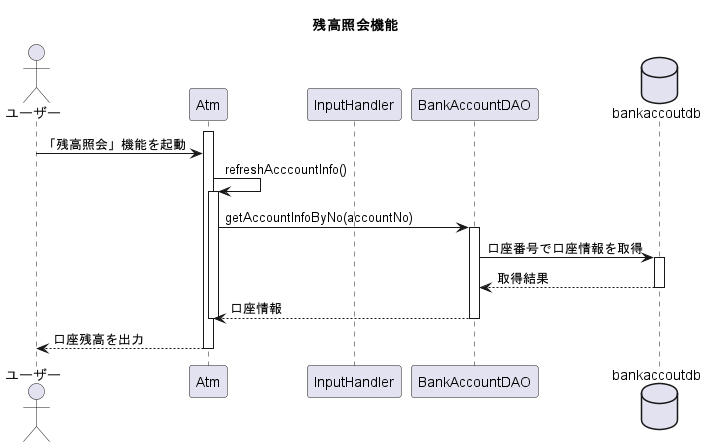 残高照会機能
ユーザー
Atm
InputHandler
BankAccountDAO
bankaccoutdb
「残高照会」機能を起動
refreshAcccountInfo()
getAccountInfoByNo(accountNo)
口座番号で口座情報を取得
取得結果
口座情報
口座残高を出力
ユーザー
Atm
InputHandler
BankAccountDAO
bankaccoutdb